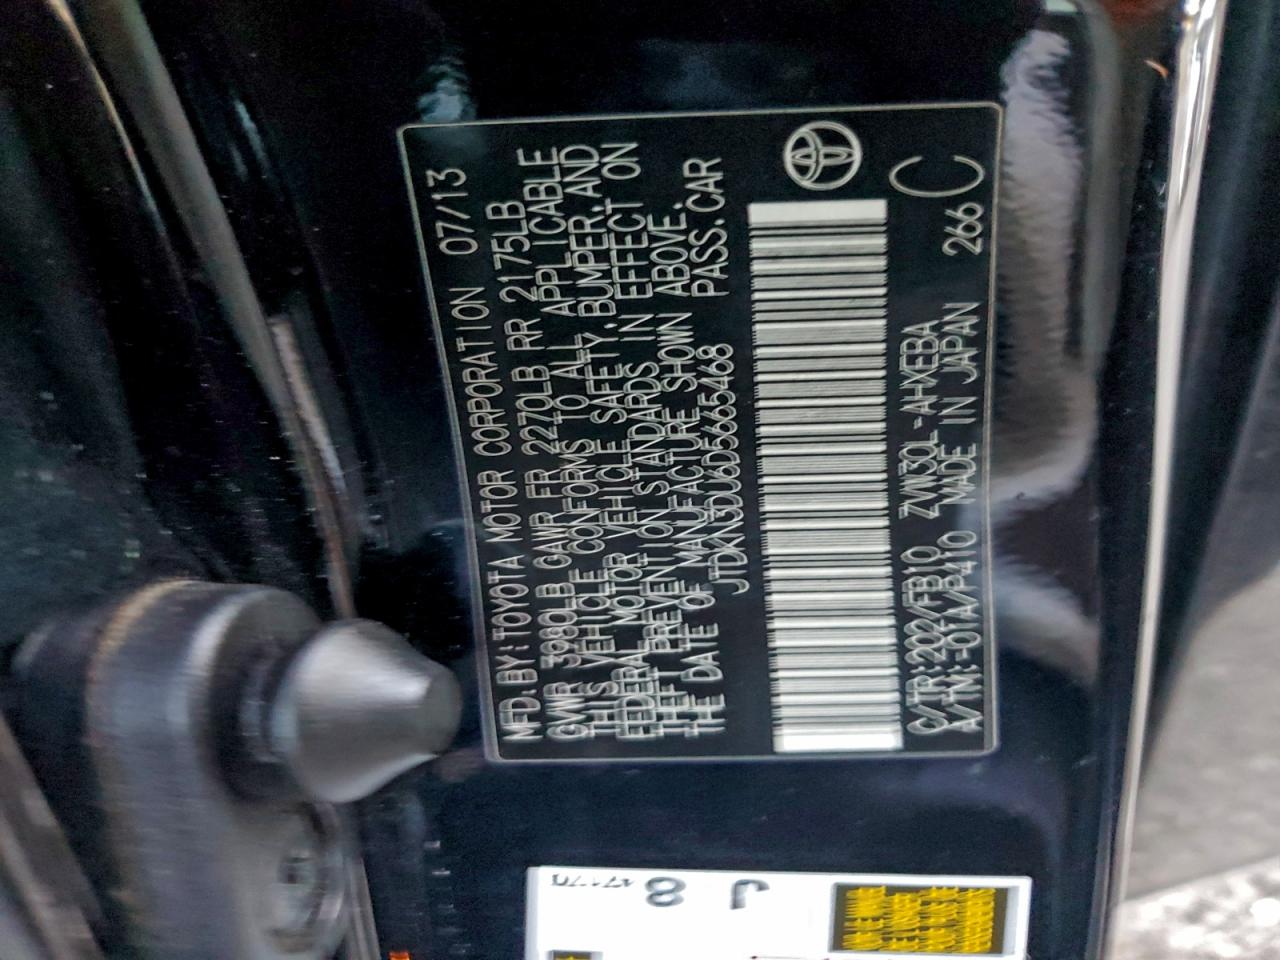 MFD. BY: TOYOTA MOTOR CORPORATION 07/13
GVWR 3980LB GAWR FR 2270LB RR 2175LB
THIS VEHICLE CONFORMS TO ALL APPLICABLE
FEDERAL MOTOR VEHICLE SAFETY, BUMPER, AND
THEFT PREVENTION STANDARDS IN EFFECT ON
THE DATE OF MANUFACTURE SHOWN ABOVE.
JTDKN3DU6D5665468 PASS. CAR
C/TR: 202/FB10 ZVW30L-AHXEBA
A/TM: -01A/P410 MADE IN JAPAN 266 C
8 J